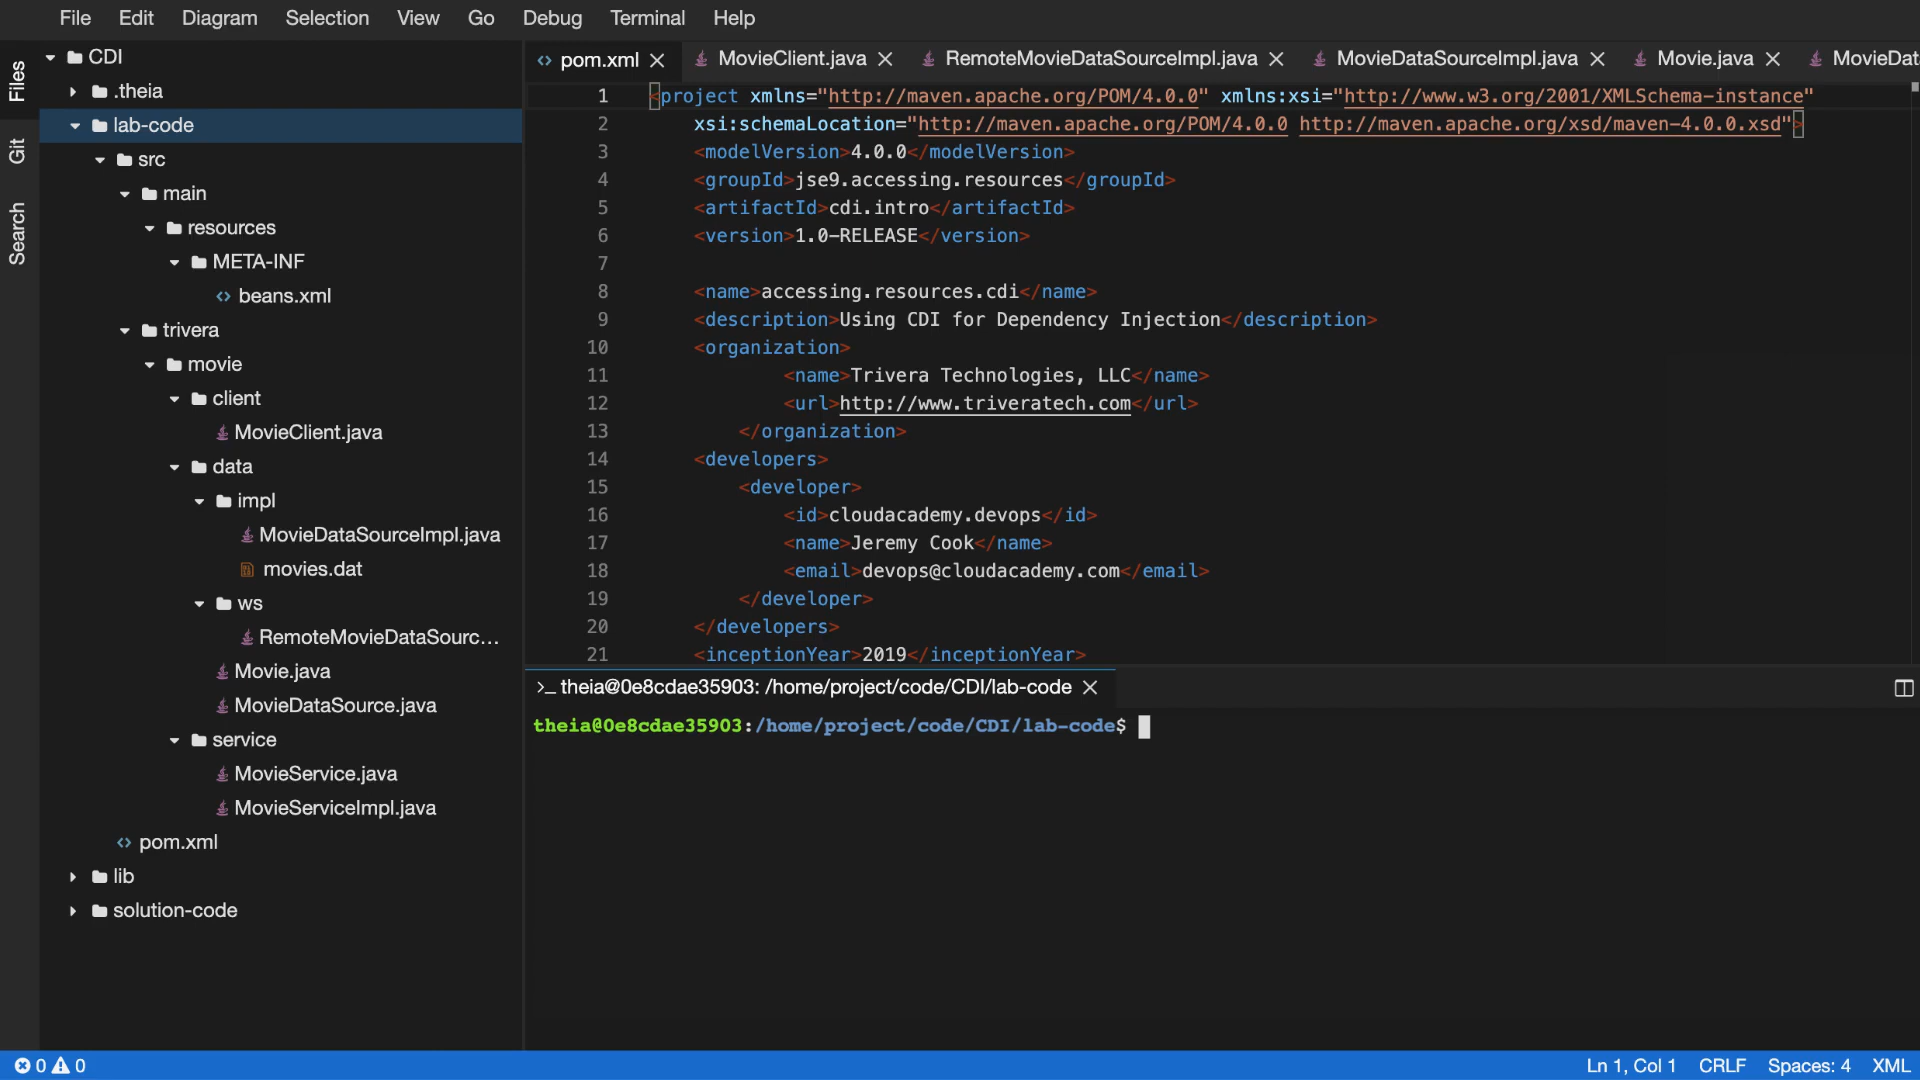 File Edit Diagram Selection View Go Debug Terminal Help
Files
Git
Search
CDI
.theia
lab-code
src
main
resources
META-INF
beans.xml
trivera
movie
client
MovieClient.java
data
impl
MovieDataSourceImpl.java
movies.dat
ws
RemoteMovieDataSourc...
Movie.java
MovieDataSource.java
service
MovieService.java
MovieServiceImpl.java
pom.xml
lib
solution-code
pom.xml MovieClient.java RemoteMovieDataSourceImpl.java MovieDataSourceImpl.java Movie.java MovieDat
1 <project xmlns="http://maven.apache.org/POM/4.0.0" xmlns:xsi="http://www.w3.org/2001/XMLSchema-instance"
2 xsi:schemaLocation="http://maven.apache.org/POM/4.0.0 http://maven.apache.org/xsd/maven-4.0.0.xsd">
3 <modelVersion>4.0.0</modelVersion>
4 <groupId>jse9.accessing.resources</groupId>
5 <artifactId>cdi.intro</artifactId>
6 <version>1.0-RELEASE</version>
7
8 <name>accessing.resources.cdi</name>
9 <description>Using CDI for Dependency Injection</description>
10 <organization>
11 <name>Trivera Technologies, LLC</name>
12 <url>http://www.triveratech.com</url>
13 </organization>
14 <developers>
15 <developer>
16 <id>cloudacademy.devops</id>
17 <name>Jeremy Cook</name>
18 <email>devops@cloudacademy.com</email>
19 </developer>
20 </developers>
21 <inceptionYear>2019</inceptionYear>
>_ theia@0e8cdae35903: /home/project/code/CDI/lab-code
theia@0e8cdae35903:/home/project/code/CDI/lab-code$
0 0 Ln 1, Col 1 CRLF Spaces: 4 XML